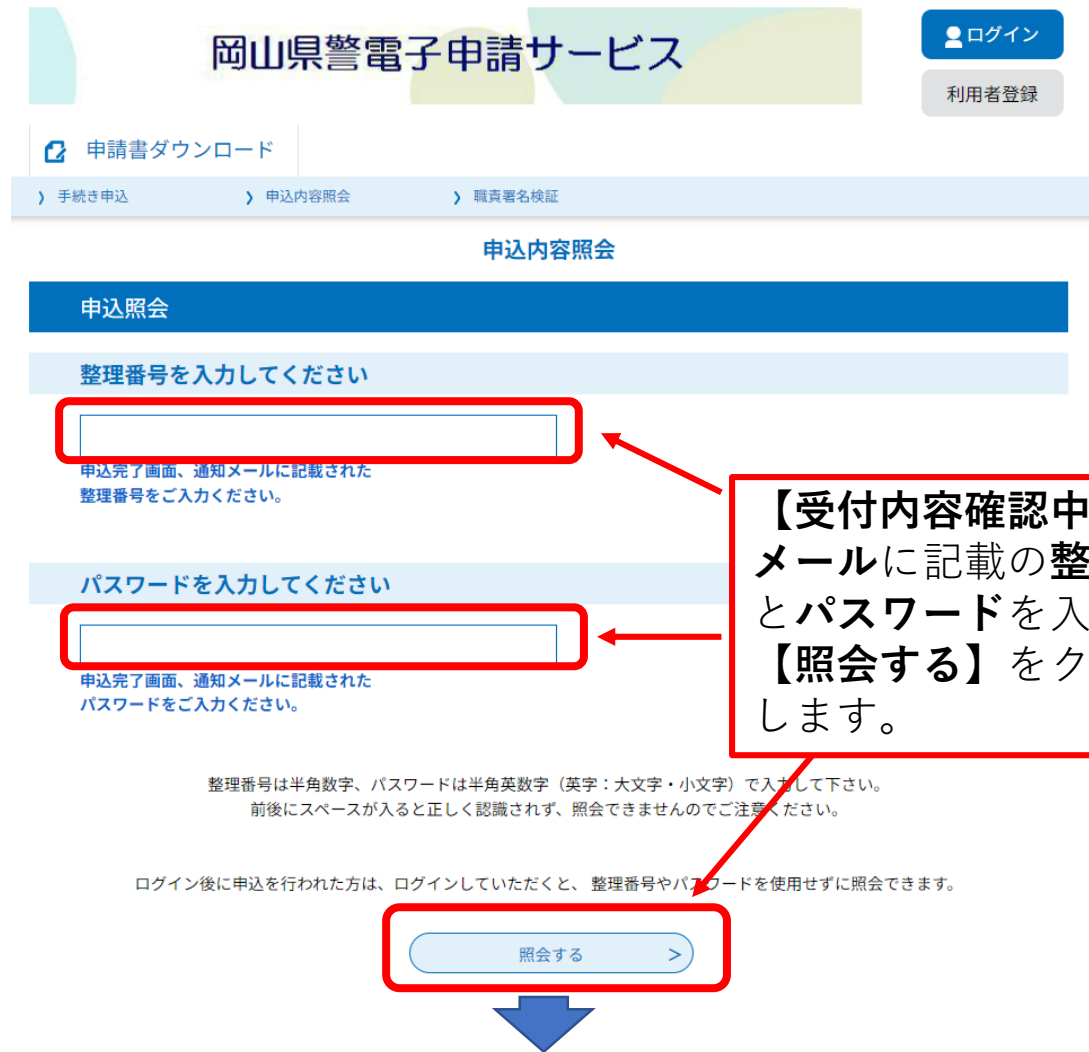 岡山県警電子申請サービス
ログイン
利用者登録
申請書ダウンロード
手続き申込
申込内容照会
職責署名検証
申込内容照会
申込照会
整理番号を入力してください
申込完了画面、通知メールに記載された
整理番号をご入力ください。
【受付内容確認中
メールに記載の整
とパスワードを入
【照会する】をク
します。
パスワードを入力してください
申込完了画面、通知メールに記載された
パスワードをご入力ください。
整理番号は半角数字、パスワードは半角英数字（英字：大文字・小文字）で入力して下さい。
前後にスペースが入ると正しく認識されず、照会できませんのでご注意ください。
ログイン後に申込を行われた方は、ログインしていただくと、 整理番号やパスワードを使用せずに照会できます。
照会する